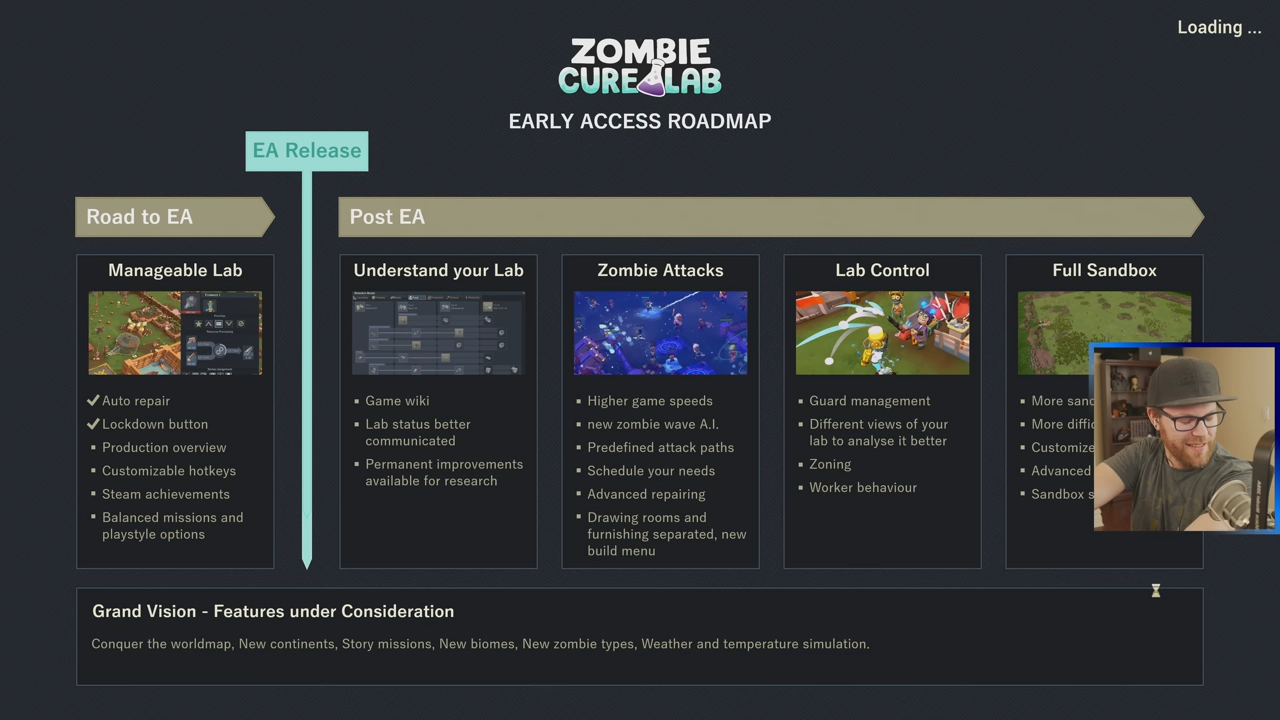 Loading ...
ZOMBIE
CURE LAB
EARLY ACCESS ROADMAP
EA Release
Road to EA
Post EA
Manageable Lab
Auto repair
Lockdown button
Production overview
Customizable hotkeys
Steam achievements
Balanced missions and
playstyle options
Understand your Lab
Game wiki
Lab status better
communicated
Permanent improvements
available for research
Zombie Attacks
Higher game speeds
new zombie wave A.I.
Predefined attack paths
Schedule your needs
Advanced repairing
Drawing rooms and
furnishing separated, new
build menu
Lab Control
Guard management
Different views of your
lab to analyse it better
Zoning
Worker behaviour
Full Sandbox
More
More
Advanced
Sandbox
Grand Vision - Features under Consideration
Conquer the worldmap, New continents, Story missions, New biomes, New zombie types, Weather and temperature simulation.